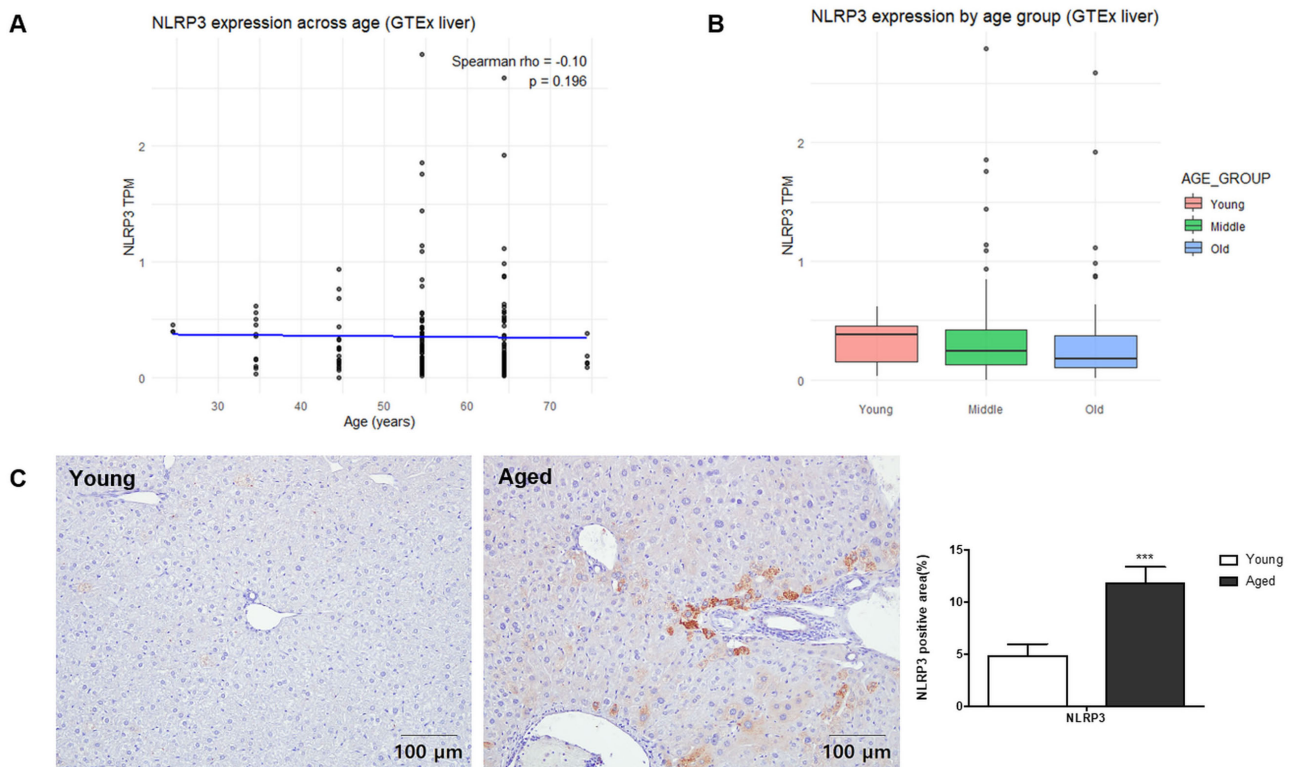 A
NLRP3 expression across age (GTEx liver)
Spearman rho = -0.10
p = 0.196
NLRP3 TPM
2
1
0
30 40 50 60 70
Age (years)
B
NLRP3 expression by age group (GTEx liver)
NLRP3 TPM
2
1
0
Young Middle Old
AGE_GROUP
Young
Middle
Old
C
Young
100 µm
Aged
100 µm
NLRP3 positive area(%)
15
10
5
0
***
NLRP3
Young
Aged